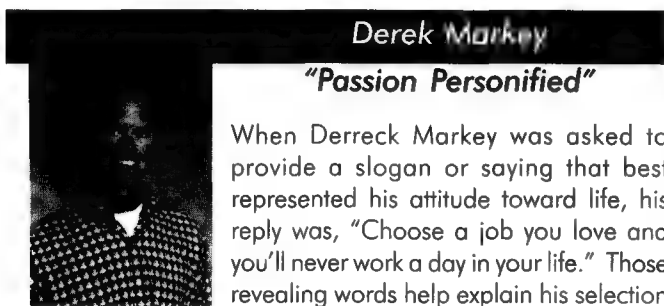 Derek Markey
"Passion Personified"
When Derreck Markey was asked to
provide a slogan or saying that best
represented his attitude toward life, his
reply was, "Choose a job you love and
you'll never work a day in your life." Those
revealing words help explain his selection